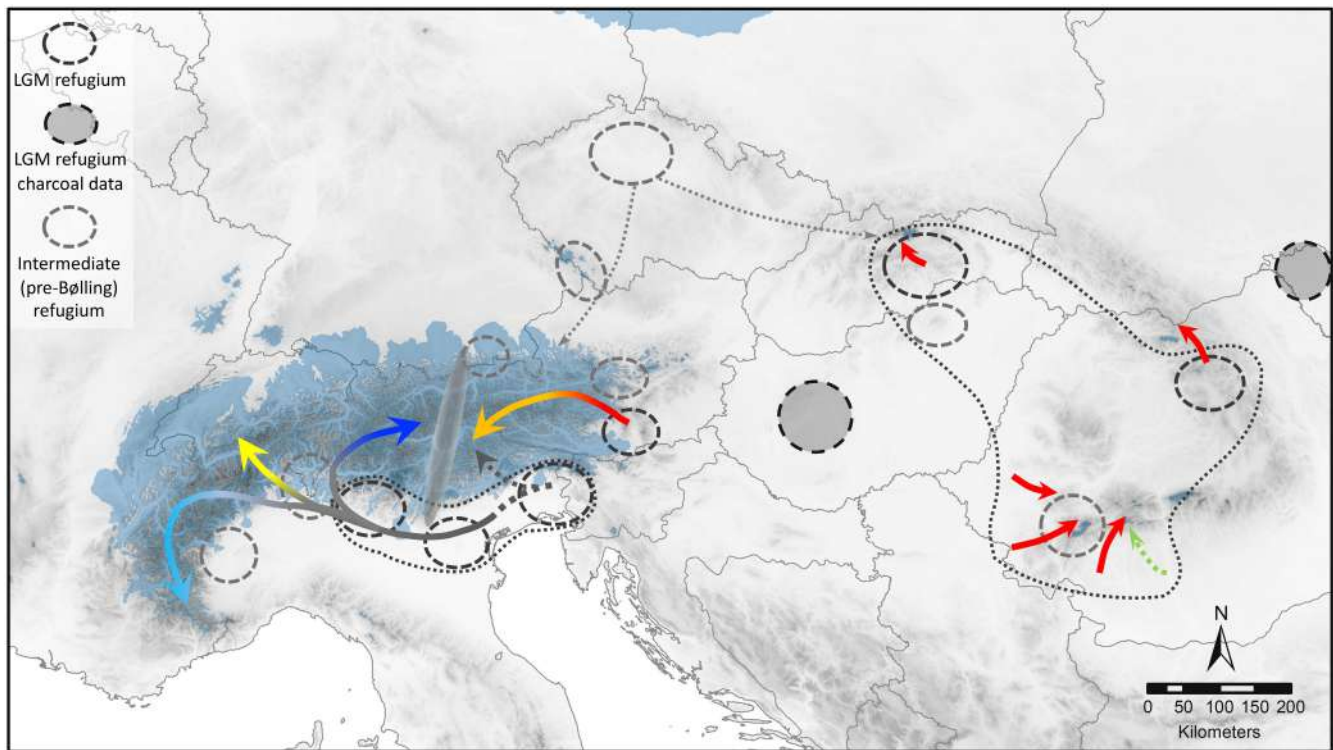 LGM refugium
LGM refugium
charcoal data
Intermediate
(pre-Bølling)
refugium
N
0 50 100 150 200
Kilometers